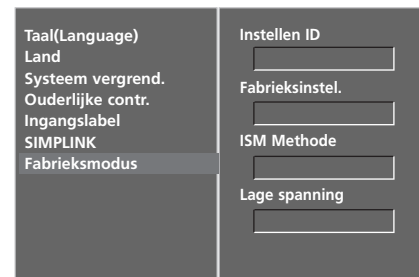 Taal(Language)
Land
Systeem vergrend.
Ouderlijke contr.
Ingangslabel
SIMPLINK
Fabrieksmodus
Instellen ID
Fabrieksinstel.
ISM Methode
Lage spanning